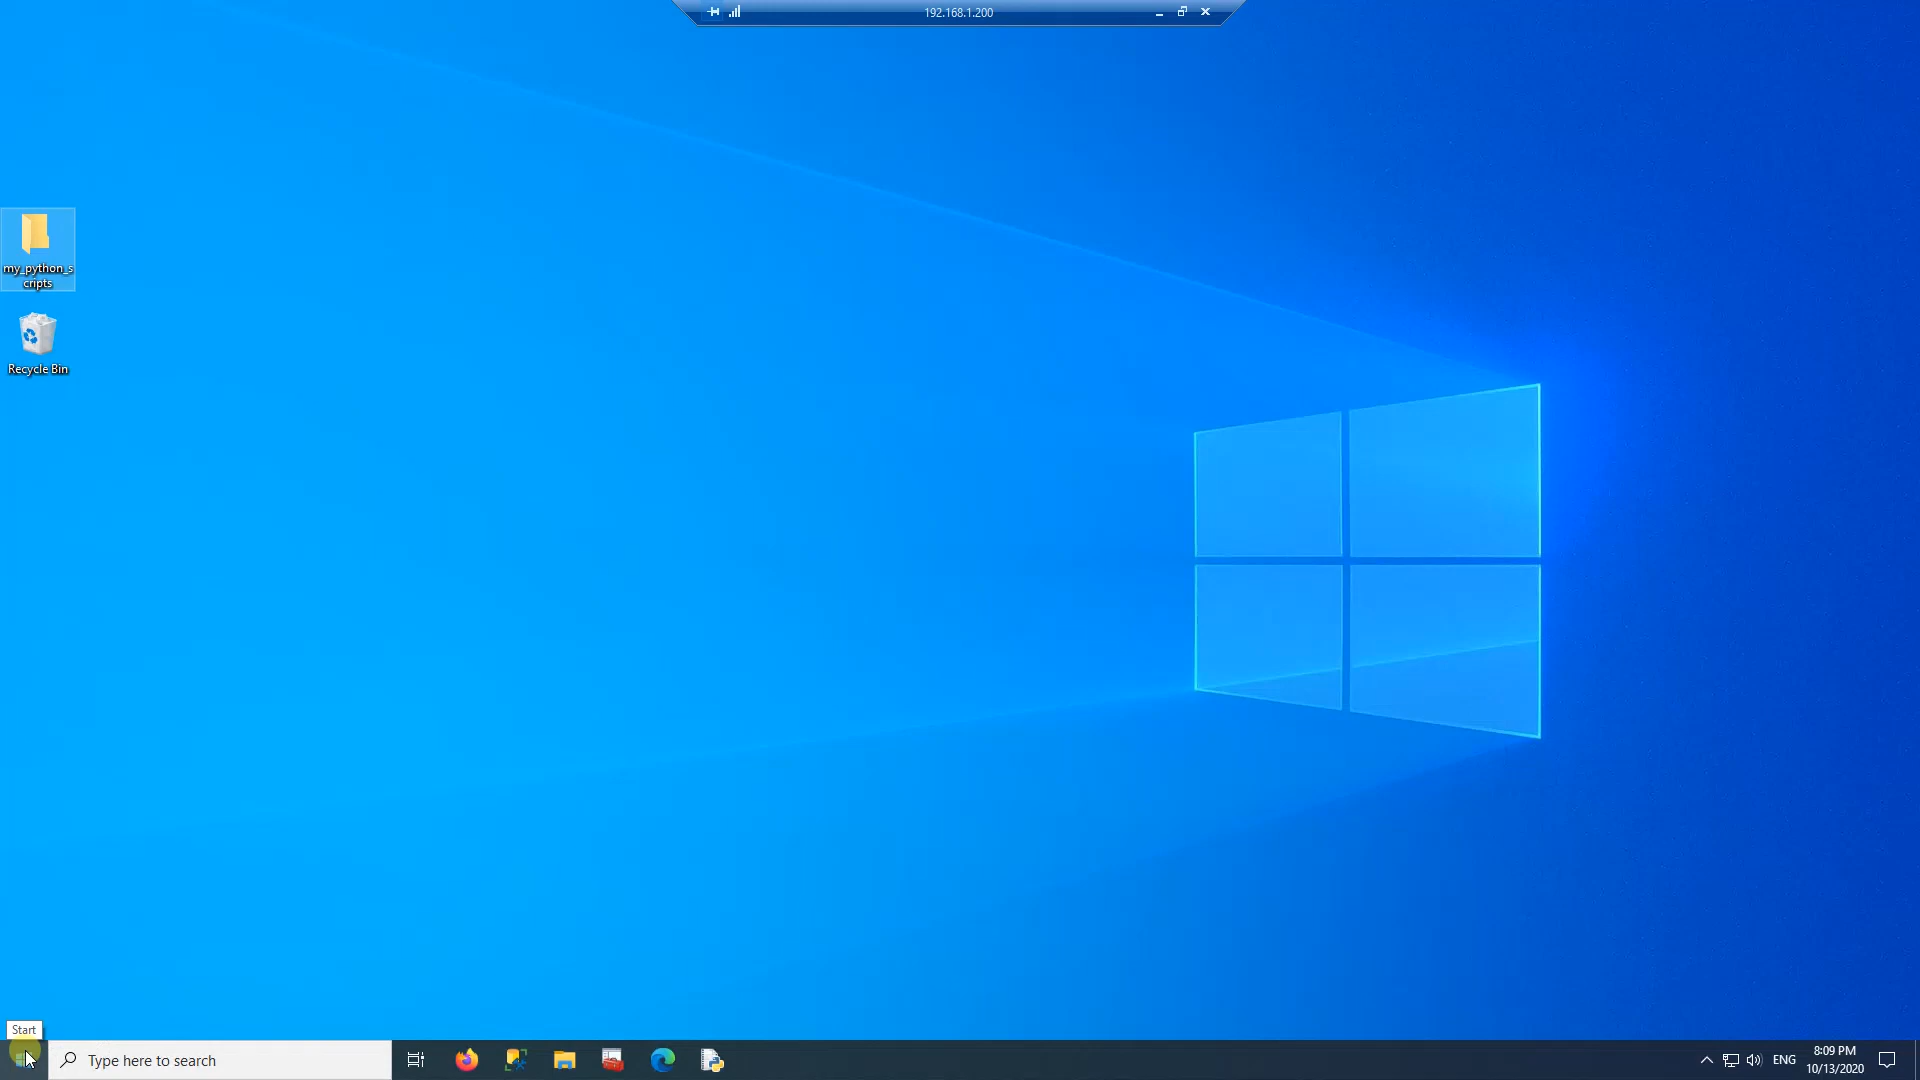 192.168.1.200
my_python_s
cripts
Recycle Bin
Start
Type here to search
ENG
8:09 PM
10/13/2020